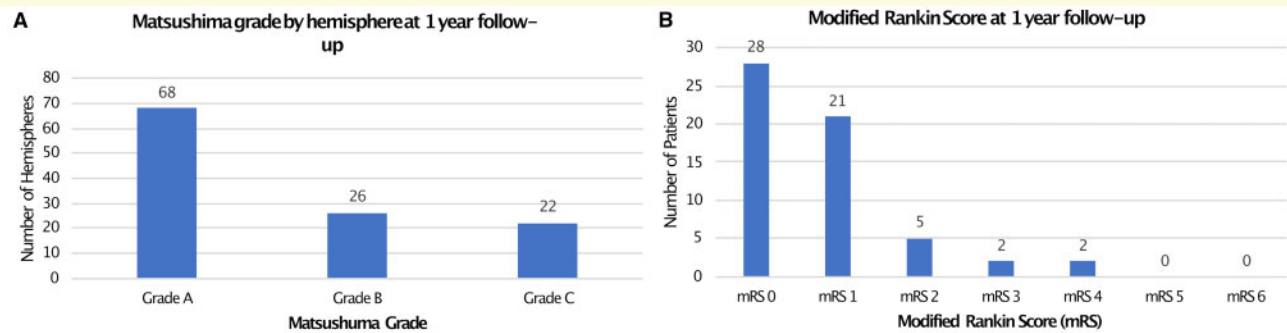 A
Matsushima grade by hemisphere at 1 year follow-
up
Number of Hemispheres
80
70
60
50
40
30
20
10
0
68
26
22
Grade A
Grade B
Grade C
Matsushuma Grade
B
Modified Rankin Score at 1 year follow-up
Number of Patients
30
25
20
15
10
5
0
28
21
5
2
2
0
0
mRS 0
mRS 1
mRS 2
mRS 3
mRS 4
mRS 5
mRS 6
Modified Rankin Score (mRS)